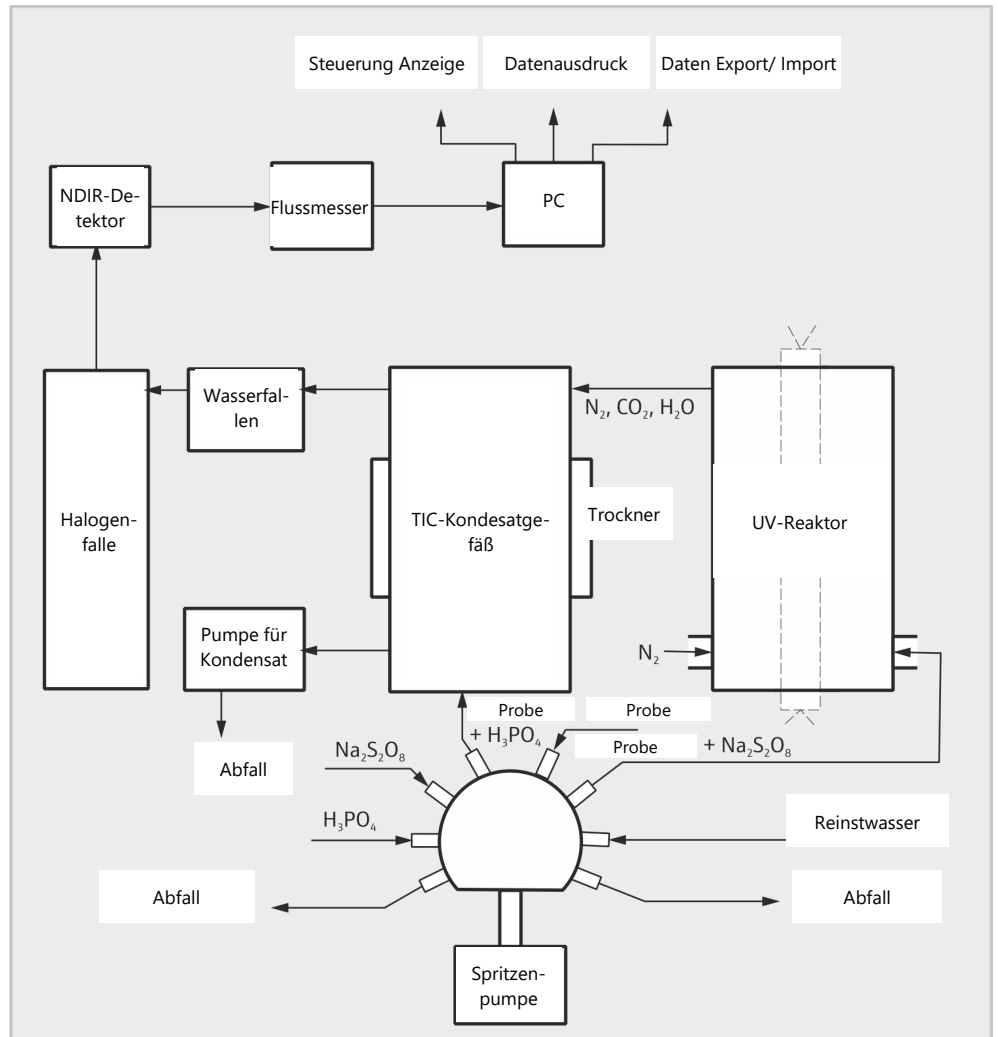 Steuerung Anzeige
Datenausdruck
Daten Export/ Import
NDIR-De-
tektor
Flussmesser
PC
Wasserfal-
len
N₂, CO₂, H₂O
Halogen-
falle
TIC-Kondesatge-
fäß
Trockner
UV-Reaktor
Pumpe für
Kondensat
N₂
Abfall
Probe
+ H₃PO₄
Probe
Probe
+ Na₂S₂O₈
Na₂S₂O₈
H₃PO₄
Reinstwasser
Abfall
Abfall
Spritzen-
pumpe